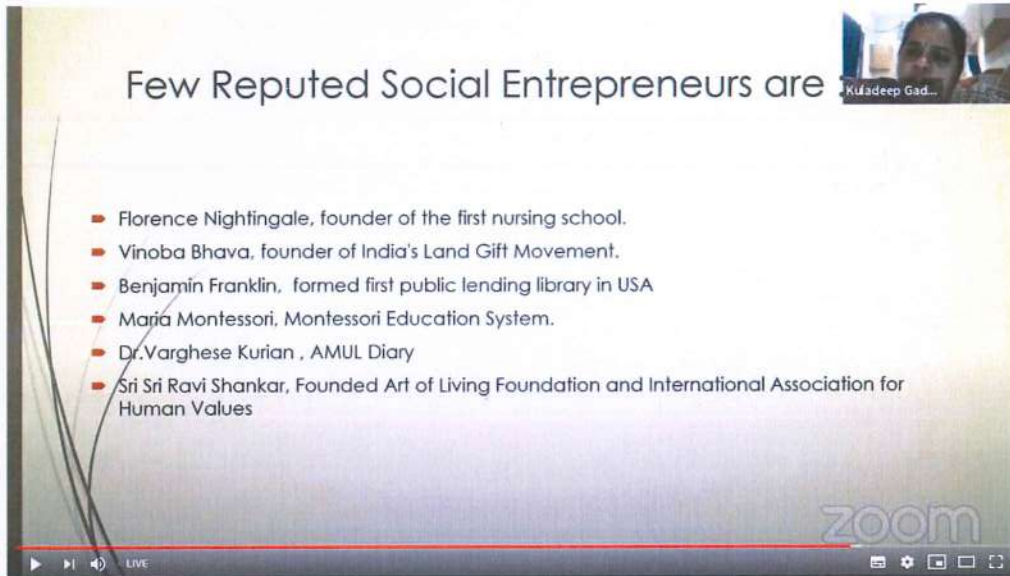 Few Reputed Social Entrepreneurs are :
Kuladeep Gad...
Florence Nightingale, founder of the first nursing school.
Vinoba Bhava, founder of India's Land Gift Movement.
Benjamin Franklin, formed first public lending library in USA
Maria Montessori, Montessori Education System.
Dr.Varghese Kurian , AMUL Diary
Sri Sri Ravi Shankar, Founded Art of Living Foundation and International Association for
Human Values
zoom
LIVE